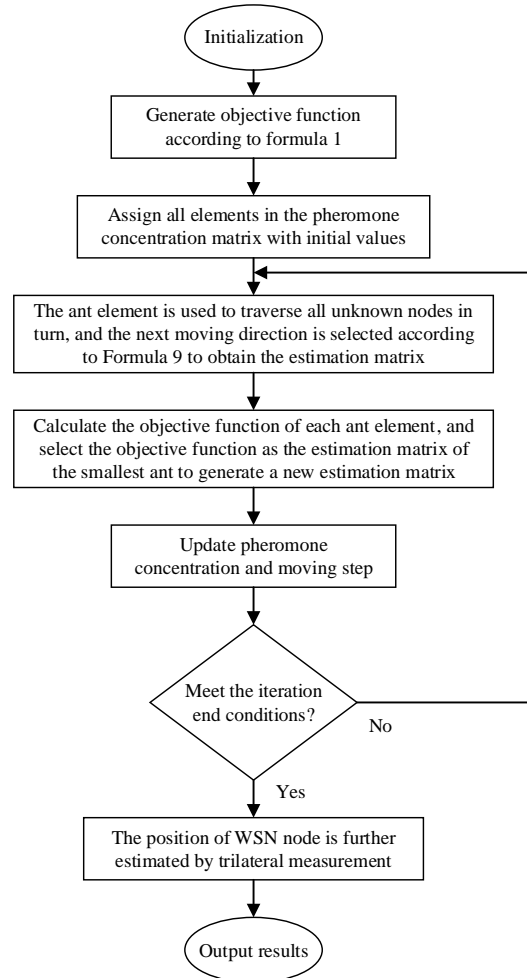 Initialization
Generate objective function
according to formula 1
Assign all elements in the pheromone
concentration matrix with initial values
The ant element is used to traverse all unknown nodes in
turn, and the next moving direction is selected according
to Formula 9 to obtain the estimation matrix
Calculate the objective function of each ant element, and
select the objective function as the estimation matrix of
the smallest ant to generate a new estimation matrix
Update pheromone
concentration and moving step
Meet the iteration
end conditions?
No
Yes
The position of WSN node is further
estimated by trilateral measurement
Output results